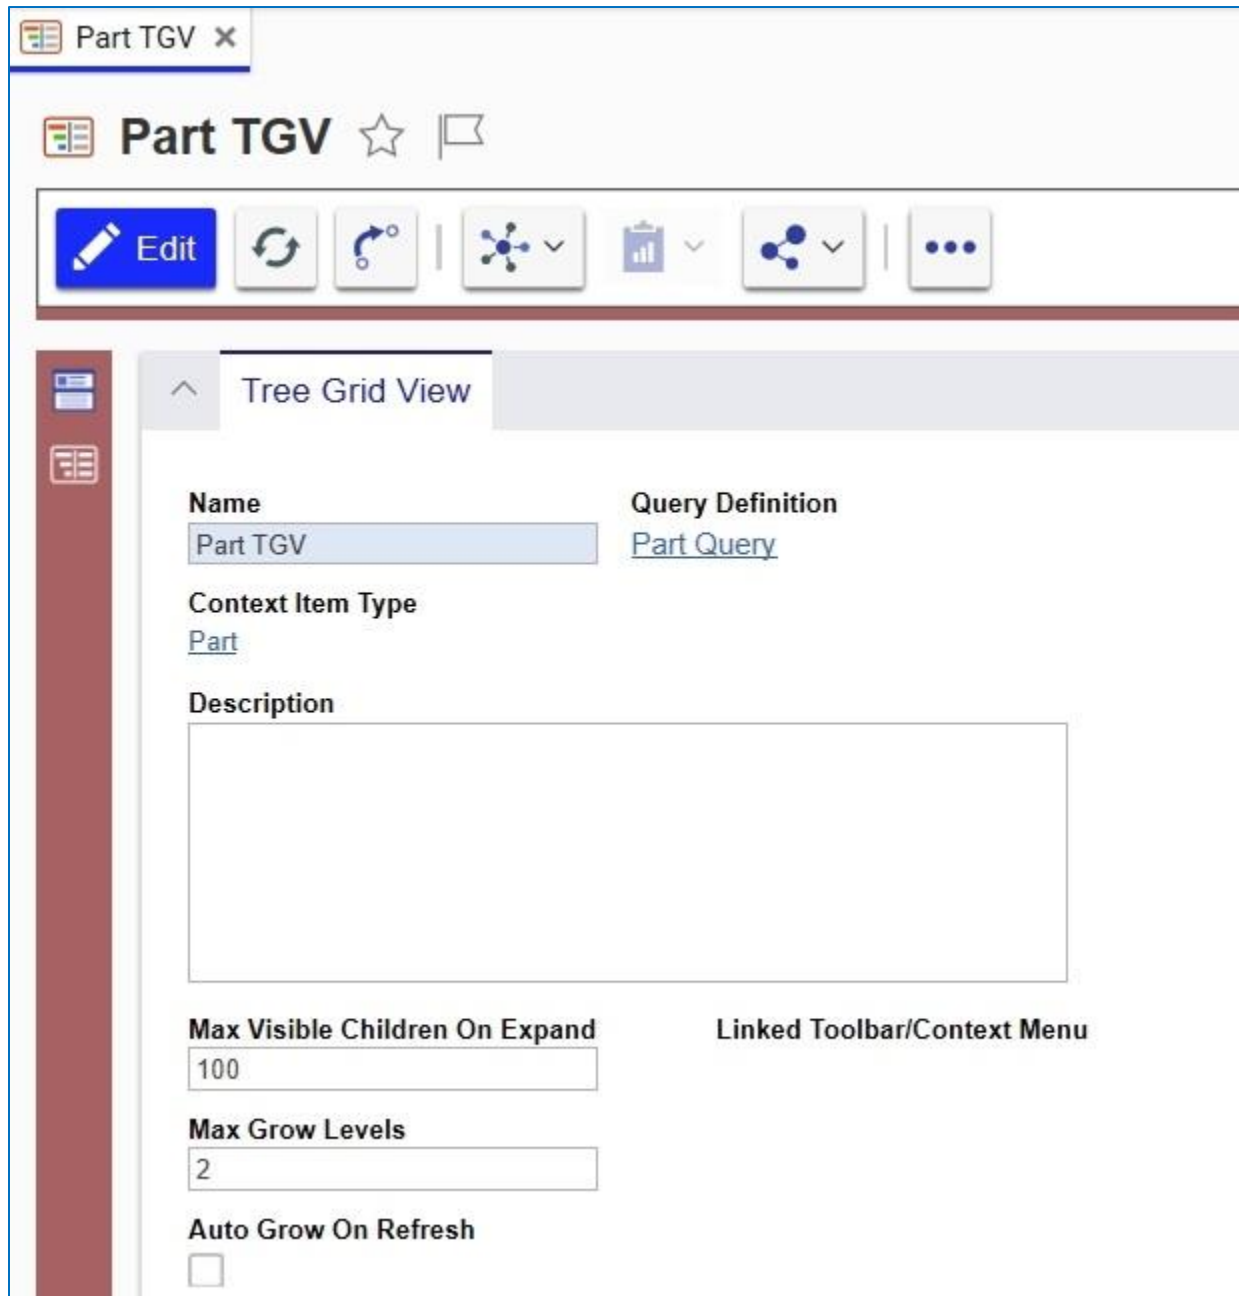 Part TGV
Part TGV
Edit
Tree Grid View
Name
Query Definition
Part TGV
Part Query
Context Item Type
Part
Description
Max Visible Children On Expand
Linked Toolbar/Context Menu
100
Max Grow Levels
2
Auto Grow On Refresh